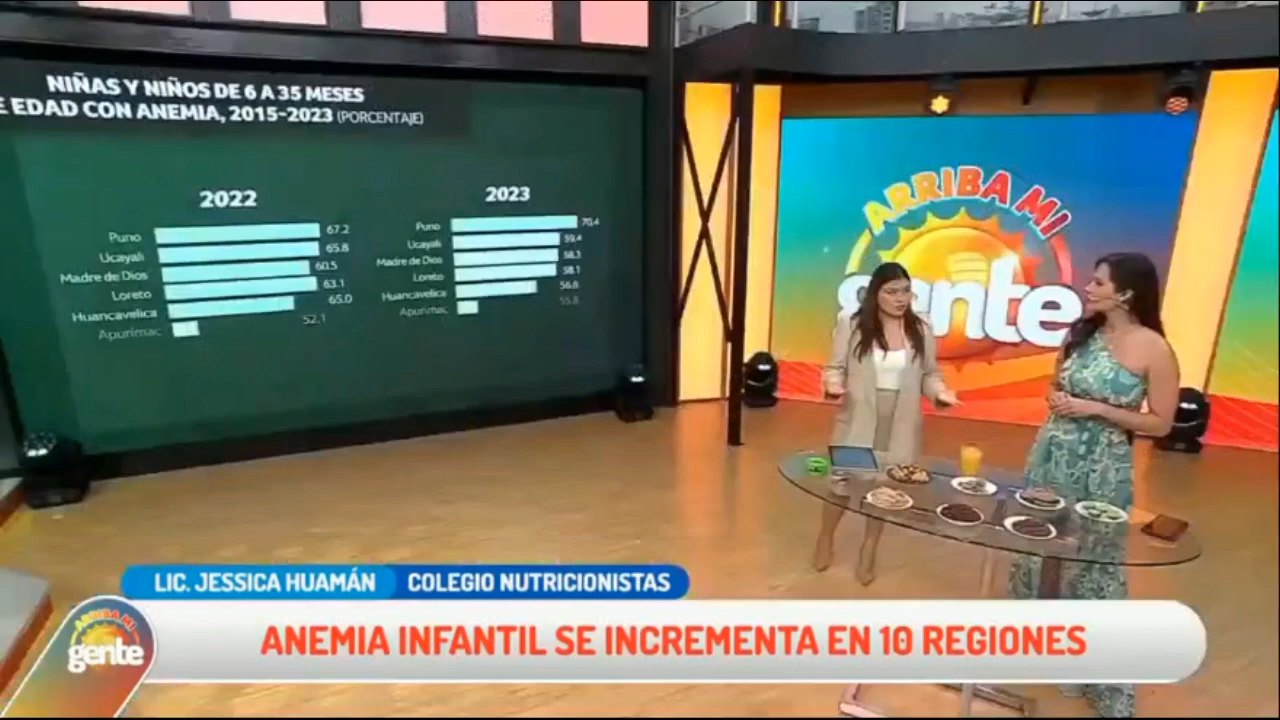 NIÑAS Y NIÑOS DE 6 A 35 MESES
E EDAD CON ANEMIA, 2015-2023 (PORCENTAJE)
2022
Puno 67.2
Ucayali 65.8
Madre de Dios 60.5
Loreto 63.1
Huancavelica 65.0
Apurímac 52.1
2023
Puno 70.4
Ucayali 59.4
Madre de Dios 58.3
Loreto 58.1
Huancavelica 56.6
Apurímac 55.8
ARRIBA MI
gente
LIC. JESSICA HUAMÁN COLEGIO NUTRICIONISTAS
ARRIBA MI
gente
ANEMIA INFANTIL SE INCREMENTA EN 10 REGIONES